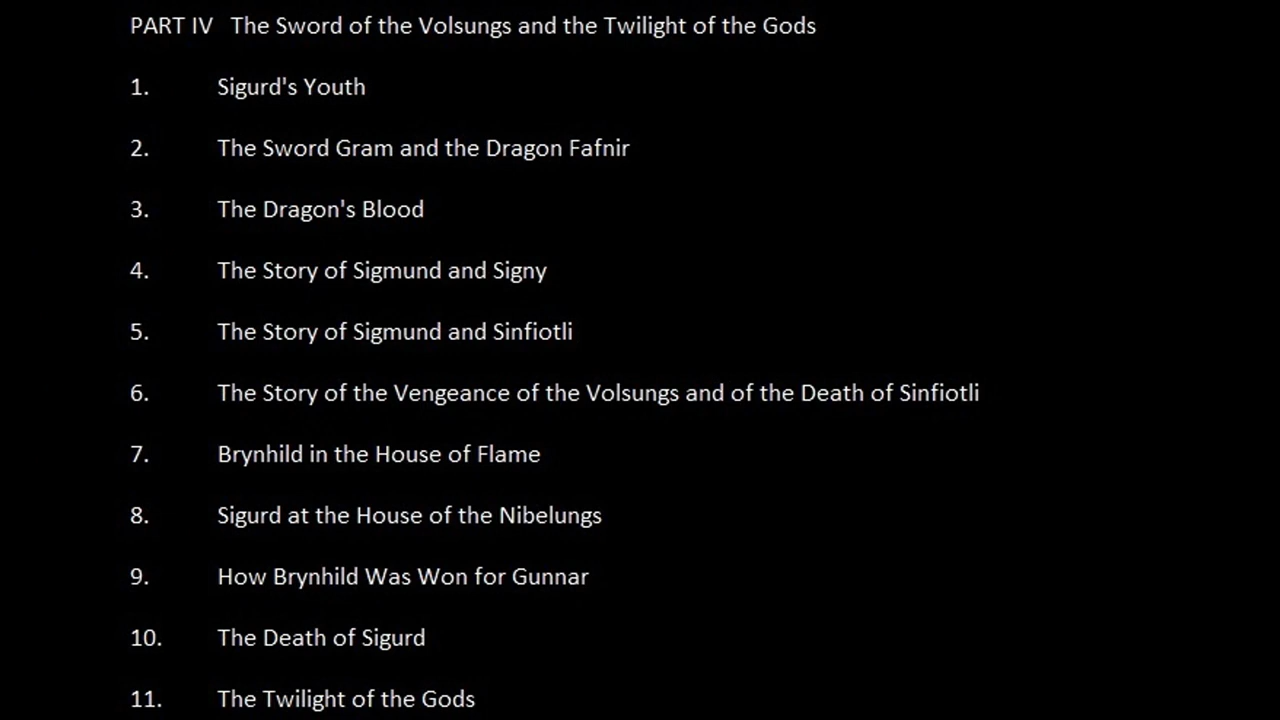 PART IV The Sword of the Volsungs and the Twilight of the Gods
1. Sigurd's Youth
2. The Sword Gram and the Dragon Fafnir
3. The Dragon's Blood
4. The Story of Sigmund and Signy
5. The Story of Sigmund and Sinfiotli
6. The Story of the Vengeance of the Volsungs and of the Death of Sinfiotli
7. Brynhild in the House of Flame
8. Sigurd at the House of the Nibelungs
9. How Brynhild Was Won for Gunnar
10. The Death of Sigurd
11. The Twilight of the Gods